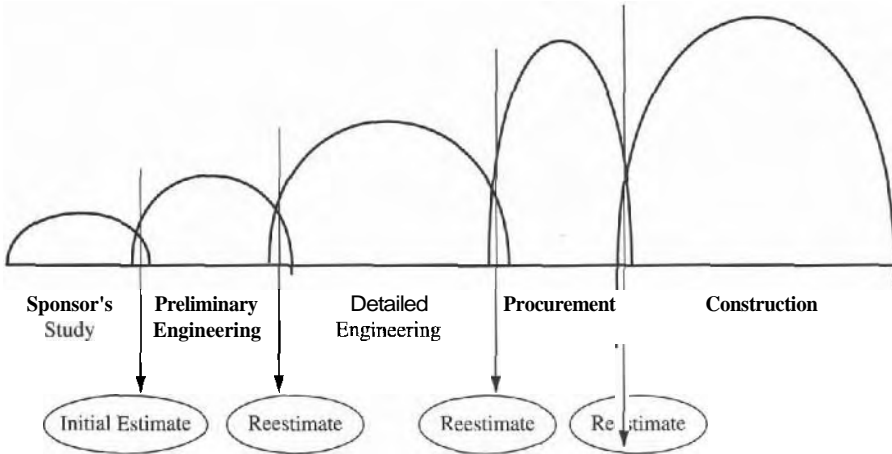 Sponsor's
Study
Preliminary
Engineering
Detailed
Engineering
Procurement
Construction
Initial Estimate
Reestimate
Reestimate